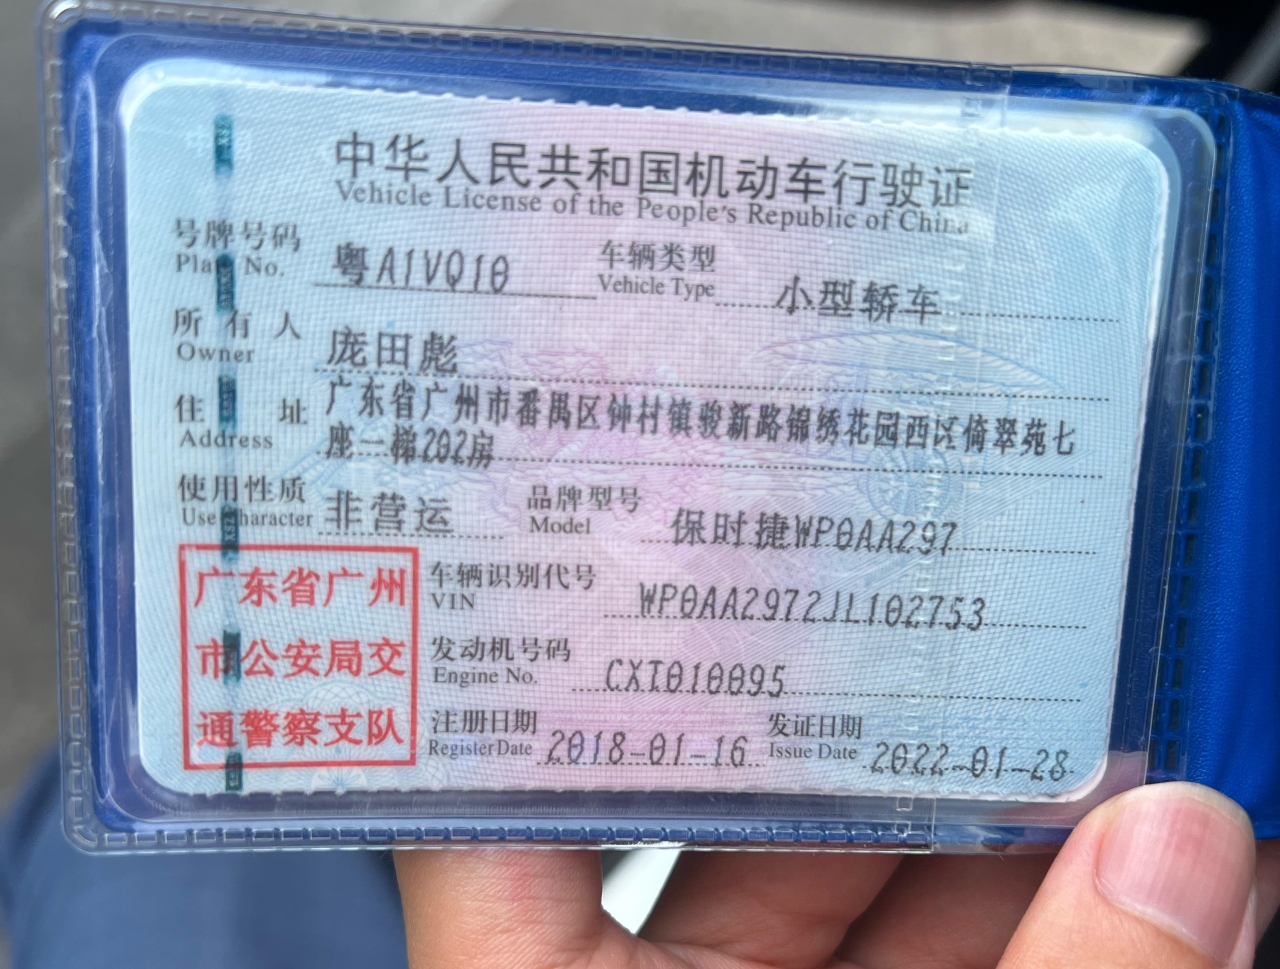 中华人民共和国机动车行驶证
Vehicle License of the People's Republic of China
号牌号码 粤A1VQ10 车辆类型 小型轿车
Plate No. Vehicle Type
所有人 庞田彪
Owner
住址 广东省广州市番禺区钟村镇骏新路锦绣花园西区倚翠苑七
Address 座一梯202房
使用性质 非营运 品牌型号 保时捷WP0AA297
Use Character Model
广东省广州
市公安局交
通警察支队
车辆识别代号 WP0AA2972JL102753
VIN
发动机号码 CXT010095
Engine No.
注册日期 2018-01-16 发证日期 2022-01-28
Register Date Issue Date